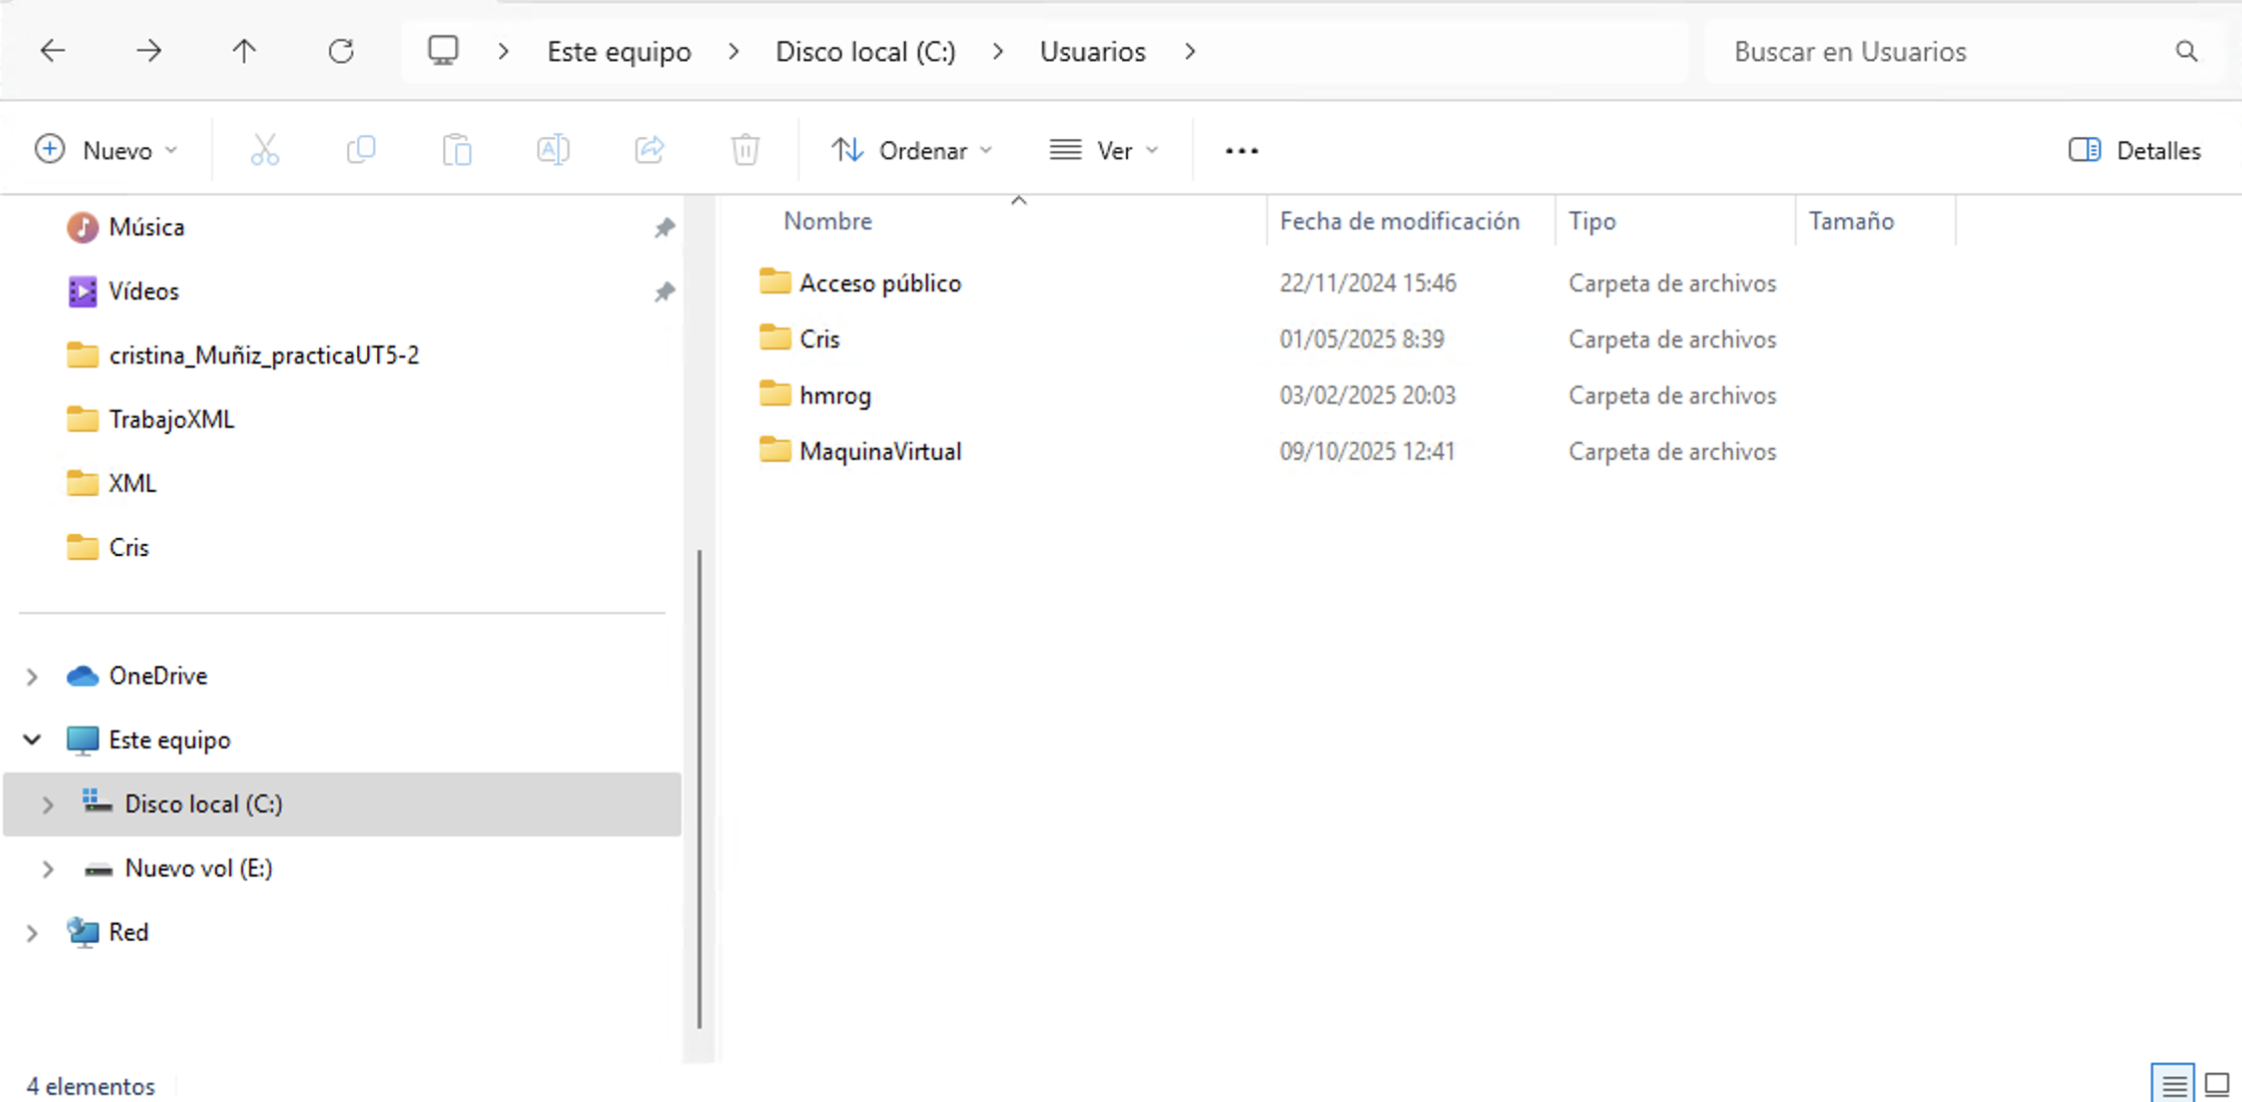 Este equipo > Disco local (C:) > Usuarios >
Buscar en Usuarios
Nuevo
Ordenar
Ver
Detalles
Música
Vídeos
cristina_Muñiz_practicaUT5-2
TrabajoXML
XML
Cris
OneDrive
Este equipo
Disco local (C:)
Nuevo vol (E:)
Red
Nombre Fecha de modificación Tipo Tamaño
Acceso público 22/11/2024 15:46 Carpeta de archivos
Cris 01/05/2025 8:39 Carpeta de archivos
hmrog 03/02/2025 20:03 Carpeta de archivos
MaquinaVirtual 09/10/2025 12:41 Carpeta de archivos
4 elementos